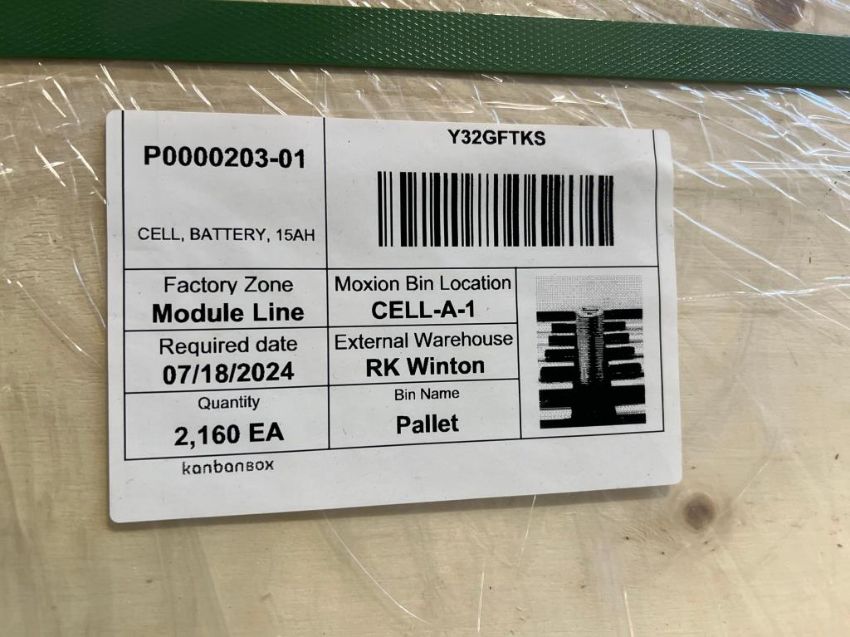 P0000203-01
CELL, BATTERY, 15AH
Y32GFTKS
Factory Zone
Module Line
Moxion Bin Location
CELL-A-1
Required date
07/18/2024
External Warehouse
RK Winton
Quantity
2,160 EA
Bin Name
Pallet
kanbanBOX